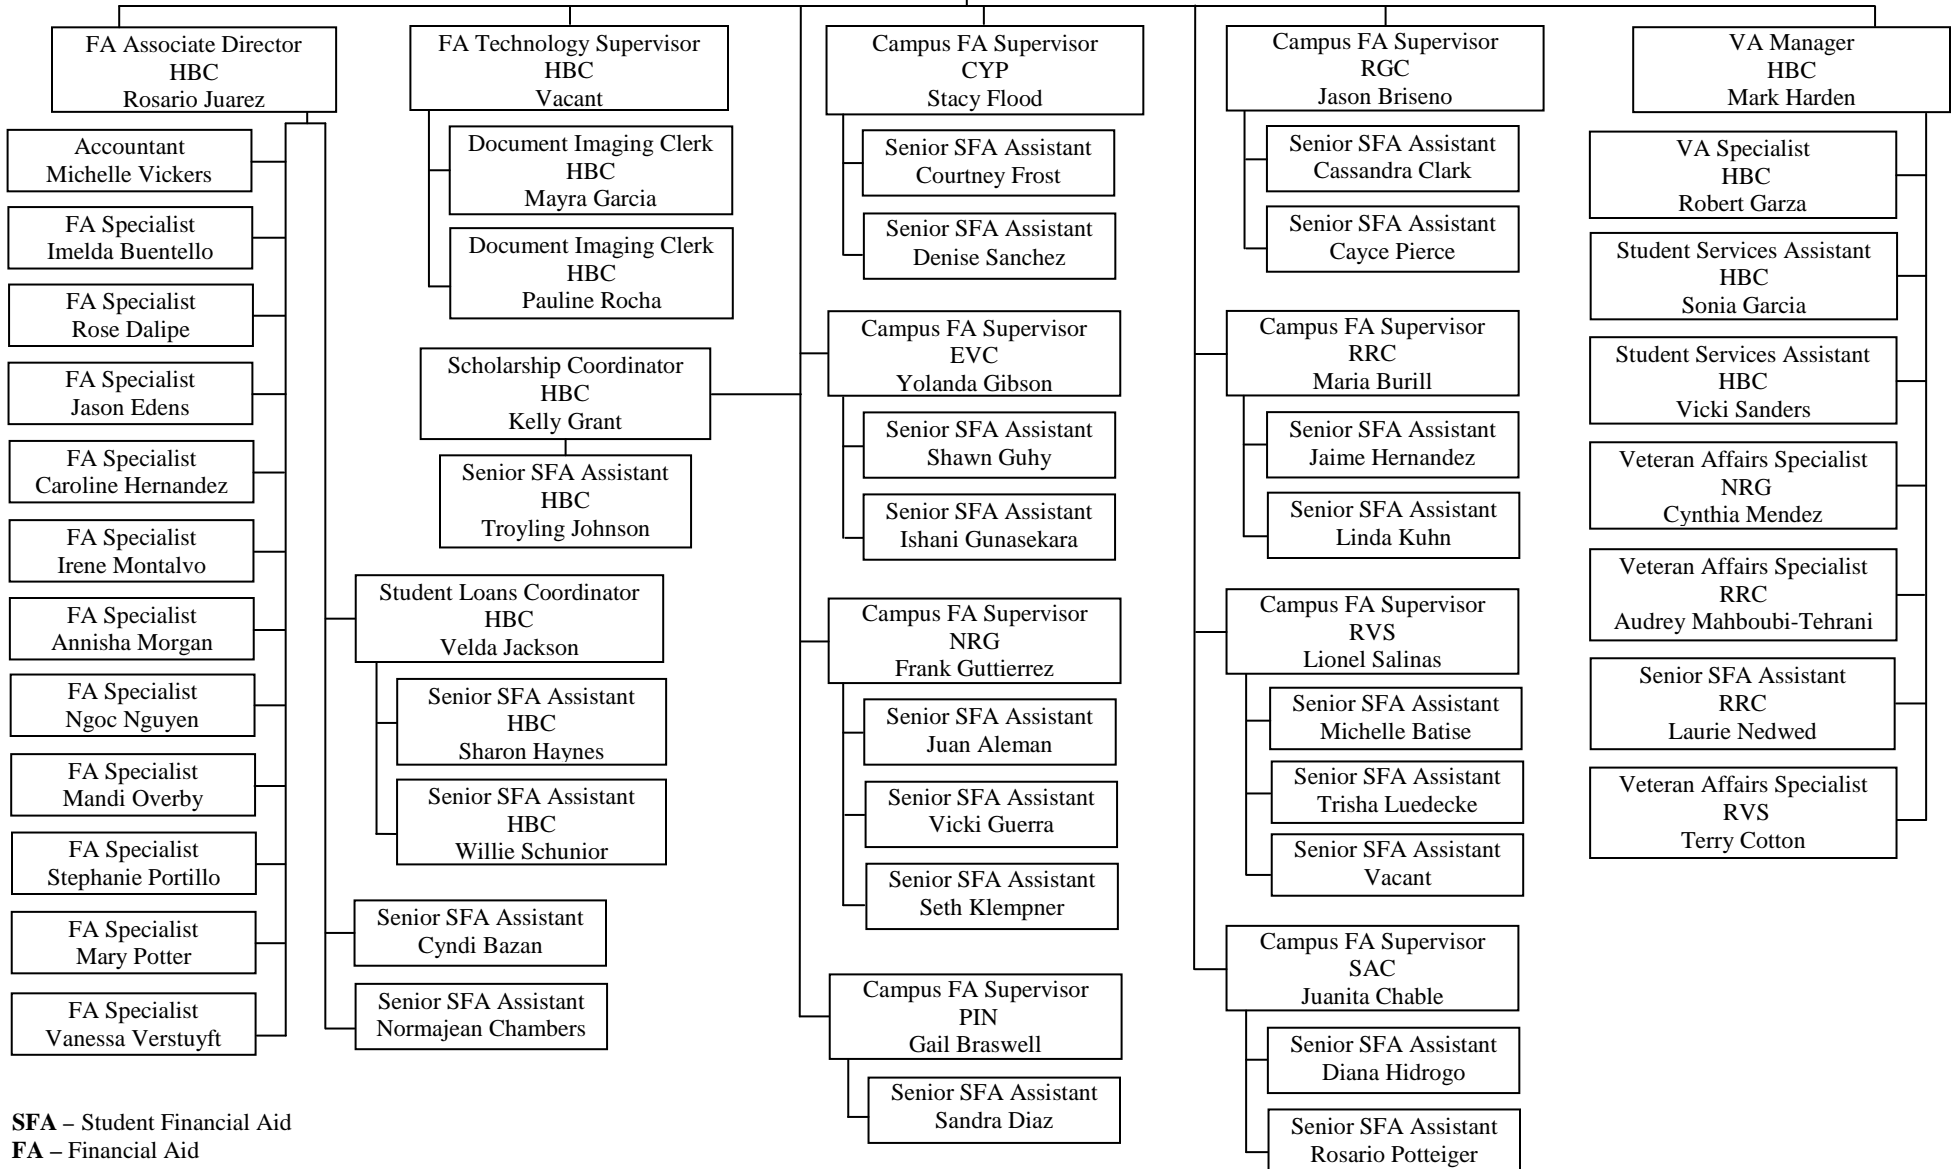 FA Associate Director
HBC
Rosario Juarez
Accountant
Michelle Vickers
FA Specialist
Imelda Buentello
FA Specialist
Rose Dalipe
FA Specialist
Jason Edens
FA Specialist
Caroline Hernandez
FA Specialist
Irene Montalvo
FA Specialist
Annisha Morgan
FA Specialist
Ngoc Nguyen
FA Specialist
Mandi Overby
FA Specialist
Stephanie Portillo
FA Specialist
Mary Potter
FA Specialist
Vanessa Verstuyft
Student Loans Coordinator
HBC
Velda Jackson
Senior SFA Assistant
HBC
Sharon Haynes
Senior SFA Assistant
HBC
Willie Schunior
Senior SFA Assistant
Cyndi Bazan
Senior SFA Assistant
Normajean Chambers
FA Technology Supervisor
HBC
Vacant
Document Imaging Clerk
HBC
Mayra Garcia
Document Imaging Clerk
HBC
Pauline Rocha
Scholarship Coordinator
HBC
Kelly Grant
Senior SFA Assistant
HBC
Troyling Johnson
Campus FA Supervisor
CYP
Stacy Flood
Senior SFA Assistant
Courtney Frost
Senior SFA Assistant
Denise Sanchez
Campus FA Supervisor
EVC
Yolanda Gibson
Senior SFA Assistant
Shawn Guhy
Senior SFA Assistant
Ishani Gunasekara
Campus FA Supervisor
NRG
Frank Guttierrez
Senior SFA Assistant
Juan Aleman
Senior SFA Assistant
Vicki Guerra
Senior SFA Assistant
Seth Klempner
Campus FA Supervisor
PIN
Gail Braswell
Senior SFA Assistant
Sandra Diaz
Campus FA Supervisor
RGC
Jason Briseno
Senior SFA Assistant
Cassandra Clark
Senior SFA Assistant
Cayce Pierce
Campus FA Supervisor
RRC
Maria Burill
Senior SFA Assistant
Jaime Hernandez
Senior SFA Assistant
Linda Kuhn
Campus FA Supervisor
RVS
Lionel Salinas
Senior SFA Assistant
Michelle Batise
Senior SFA Assistant
Trisha Luedecke
Senior SFA Assistant
Vacant
Campus FA Supervisor
SAC
Juanita Chable
Senior SFA Assistant
Diana Hidrogo
Senior SFA Assistant
Rosario Potteiger
VA Manager
HBC
Mark Harden
VA Specialist
HBC
Robert Garza
Student Services Assistant
HBC
Sonia Garcia
Student Services Assistant
HBC
Vicki Sanders
Veteran Affairs Specialist
NRG
Cynthia Mendez
Veteran Affairs Specialist
RRC
Audrey Mahboubi-Tehrani
Senior SFA Assistant
RRC
Laurie Nedwed
Veteran Affairs Specialist
RVS
Terry Cotton
SFA – Student Financial Aid
FA – Financial Aid